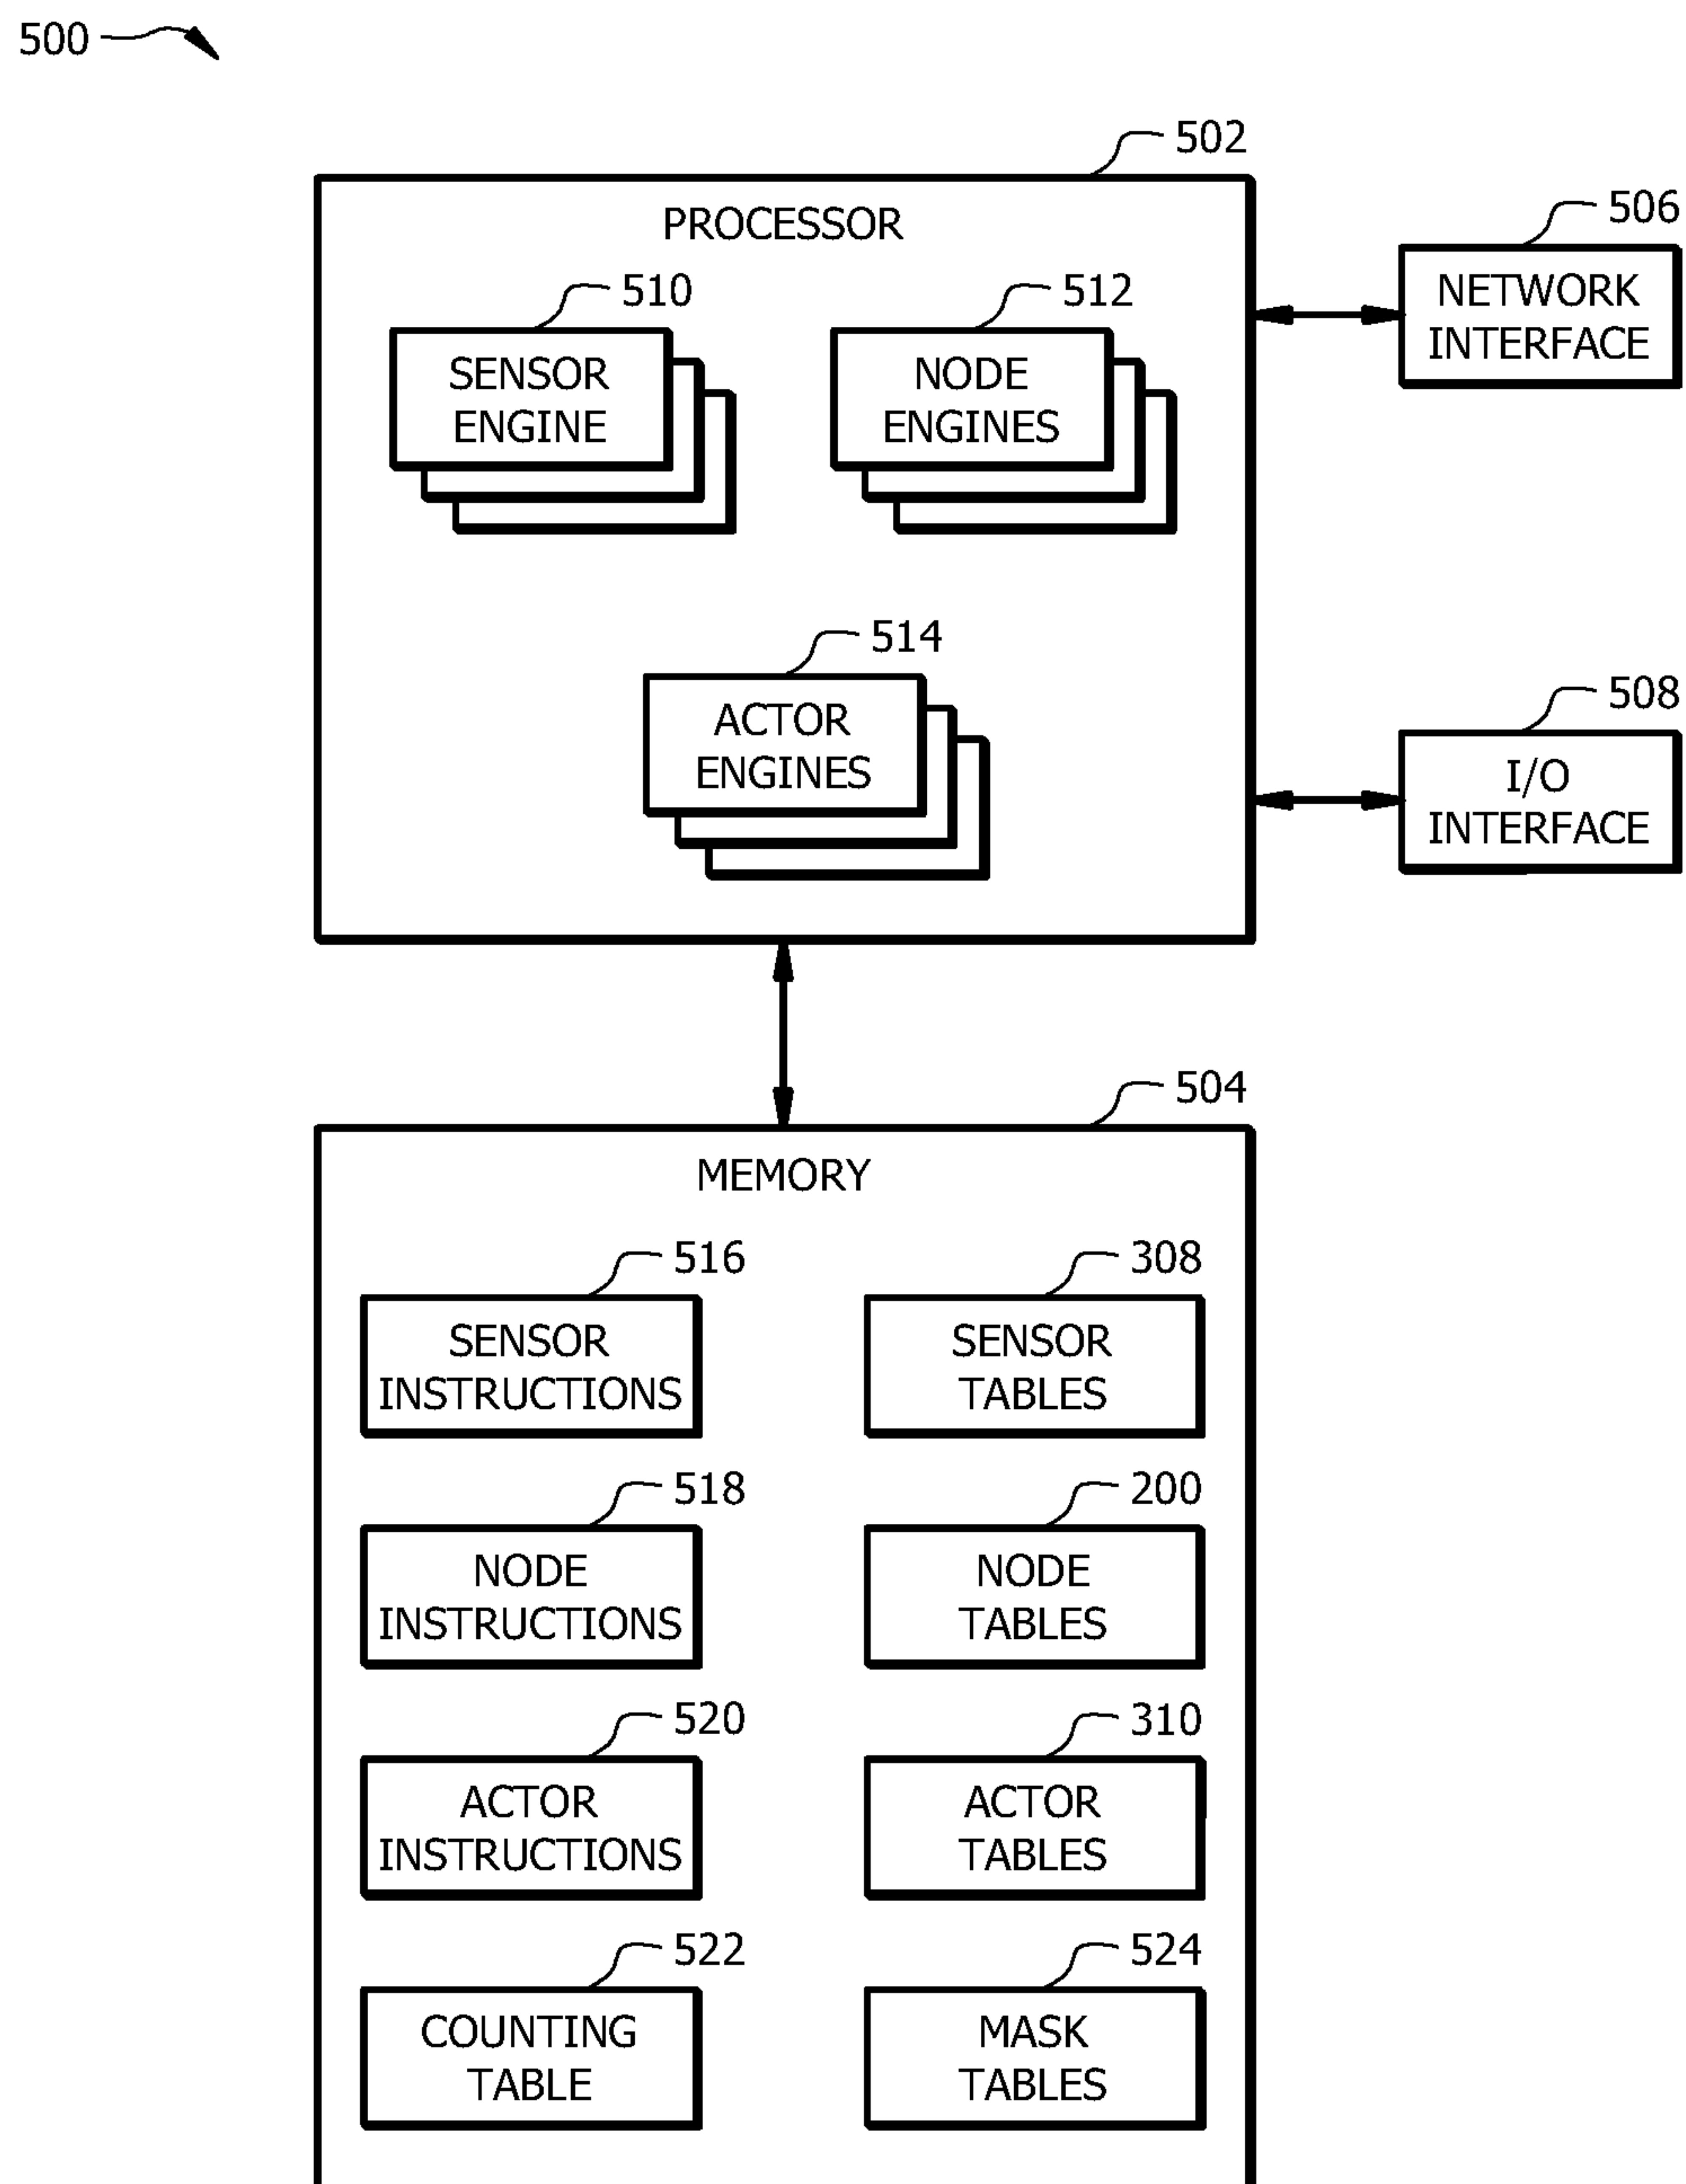 500
502
PROCESSOR
506
NETWORK
INTERFACE
510
SENSOR
ENGINE
512
NODE
ENGINES
514
ACTOR
ENGINES
508
I/O
INTERFACE
504
MEMORY
516
SENSOR
INSTRUCTIONS
308
SENSOR
TABLES
518
NODE
INSTRUCTIONS
200
NODE
TABLES
520
ACTOR
INSTRUCTIONS
310
ACTOR
TABLES
522
COUNTING
TABLE
524
MASK
TABLES